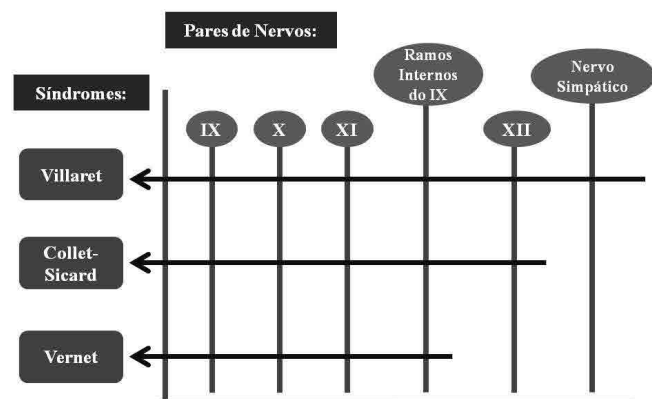 Pares de Nervos:
Síndromes:
Ramos
Internos
do IX
Nervo
Simpático
IX
X
XI
XII
Villaret
Collet-
Sicard
Vernet